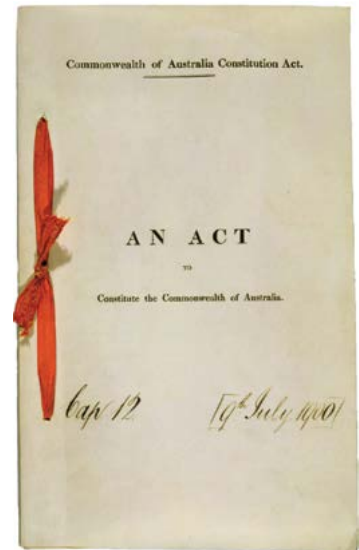 Commonwealth of Australia Constitution Act.
AN ACT
TO
Constitute the Commonwealth of Australia.
Cap 12 [9th July 1900]